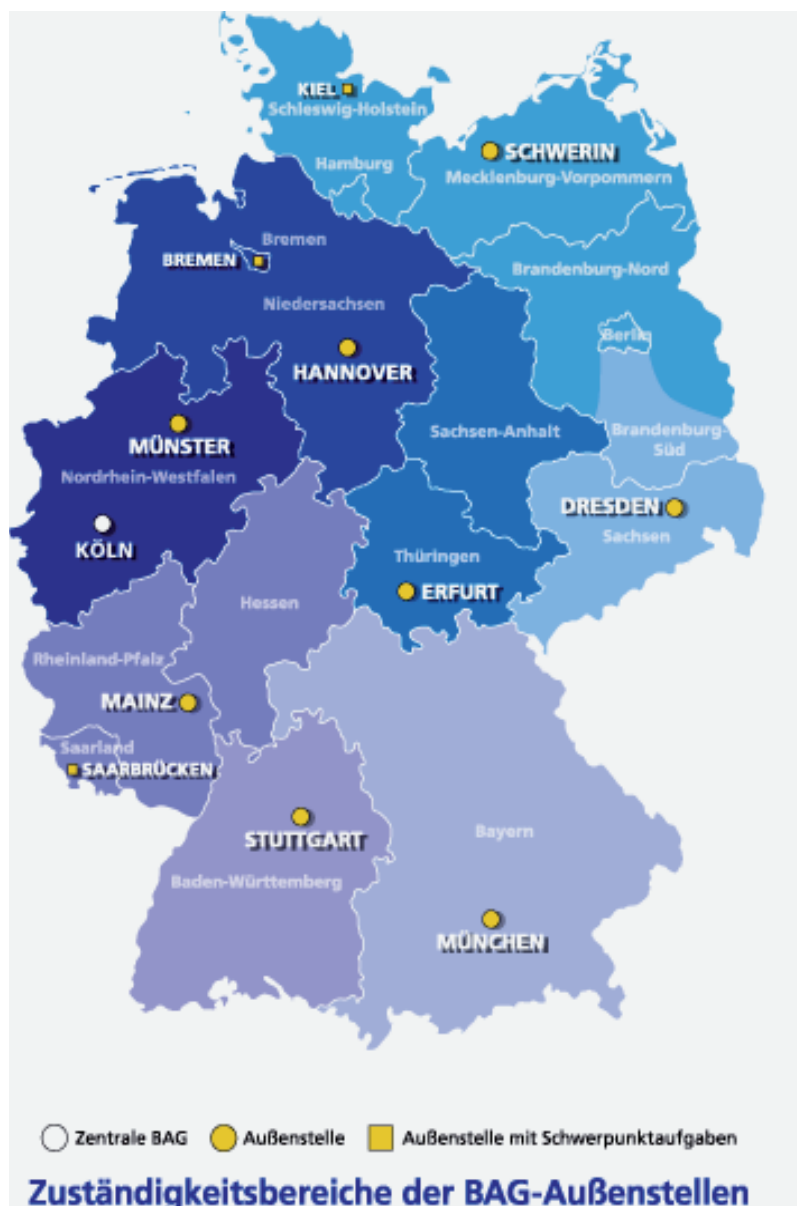 KIEL
Schleswig-Holstein
Hamburg
SCHWERIN
Mecklenburg-Vorpommern
Bremen
BREMEN
Brandenburg-Nord
Niedersachsen
Berlin
HANNOVER
MÜNSTER
Sachsen-Anhalt
Brandenburg-
Süd
Nordrhein-Westfalen
DRESDEN
Sachsen
KÖLN
Thüringen
ERFURT
Hessen
Rheinland-Pfalz
MAINZ
Saarland
SAARBRÜCKEN
STUTTGART
Bayern
Baden-Württemberg
MÜNCHEN
Zentrale BAG
Außenstelle
Außenstelle mit Schwerpunktaufgaben
Zuständigkeitsbereiche der BAG-Außenstellen